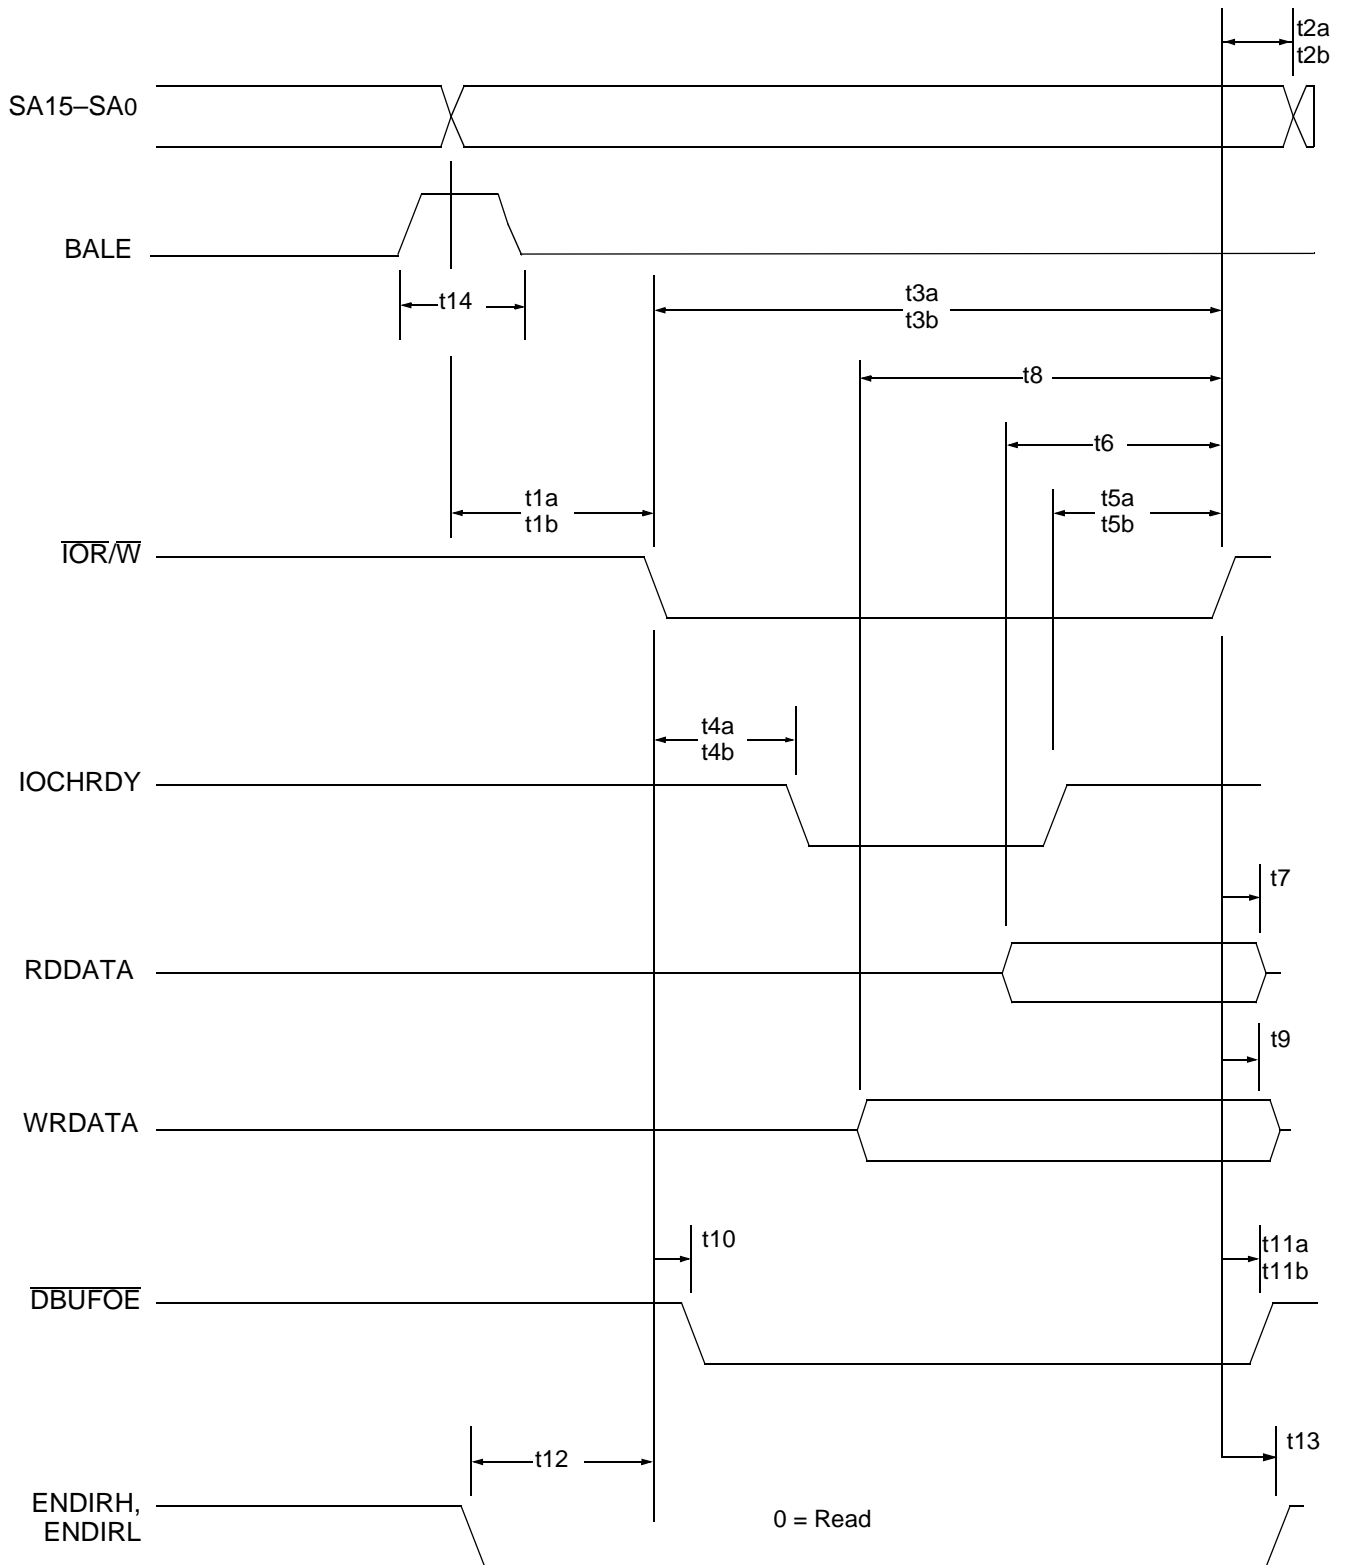 t2a
t2b
SA15–SA0
BALE
t14
t3a
t3b
t8
t6
t1a
t1b
t5a
t5b
IOR/W
t4a
t4b
IOCHRDY
t7
RDDATA
t9
WRDATA
t10
t11a
t11b
DBUFOE
t13
t12
ENDIRH,
ENDIRL
0 = Read